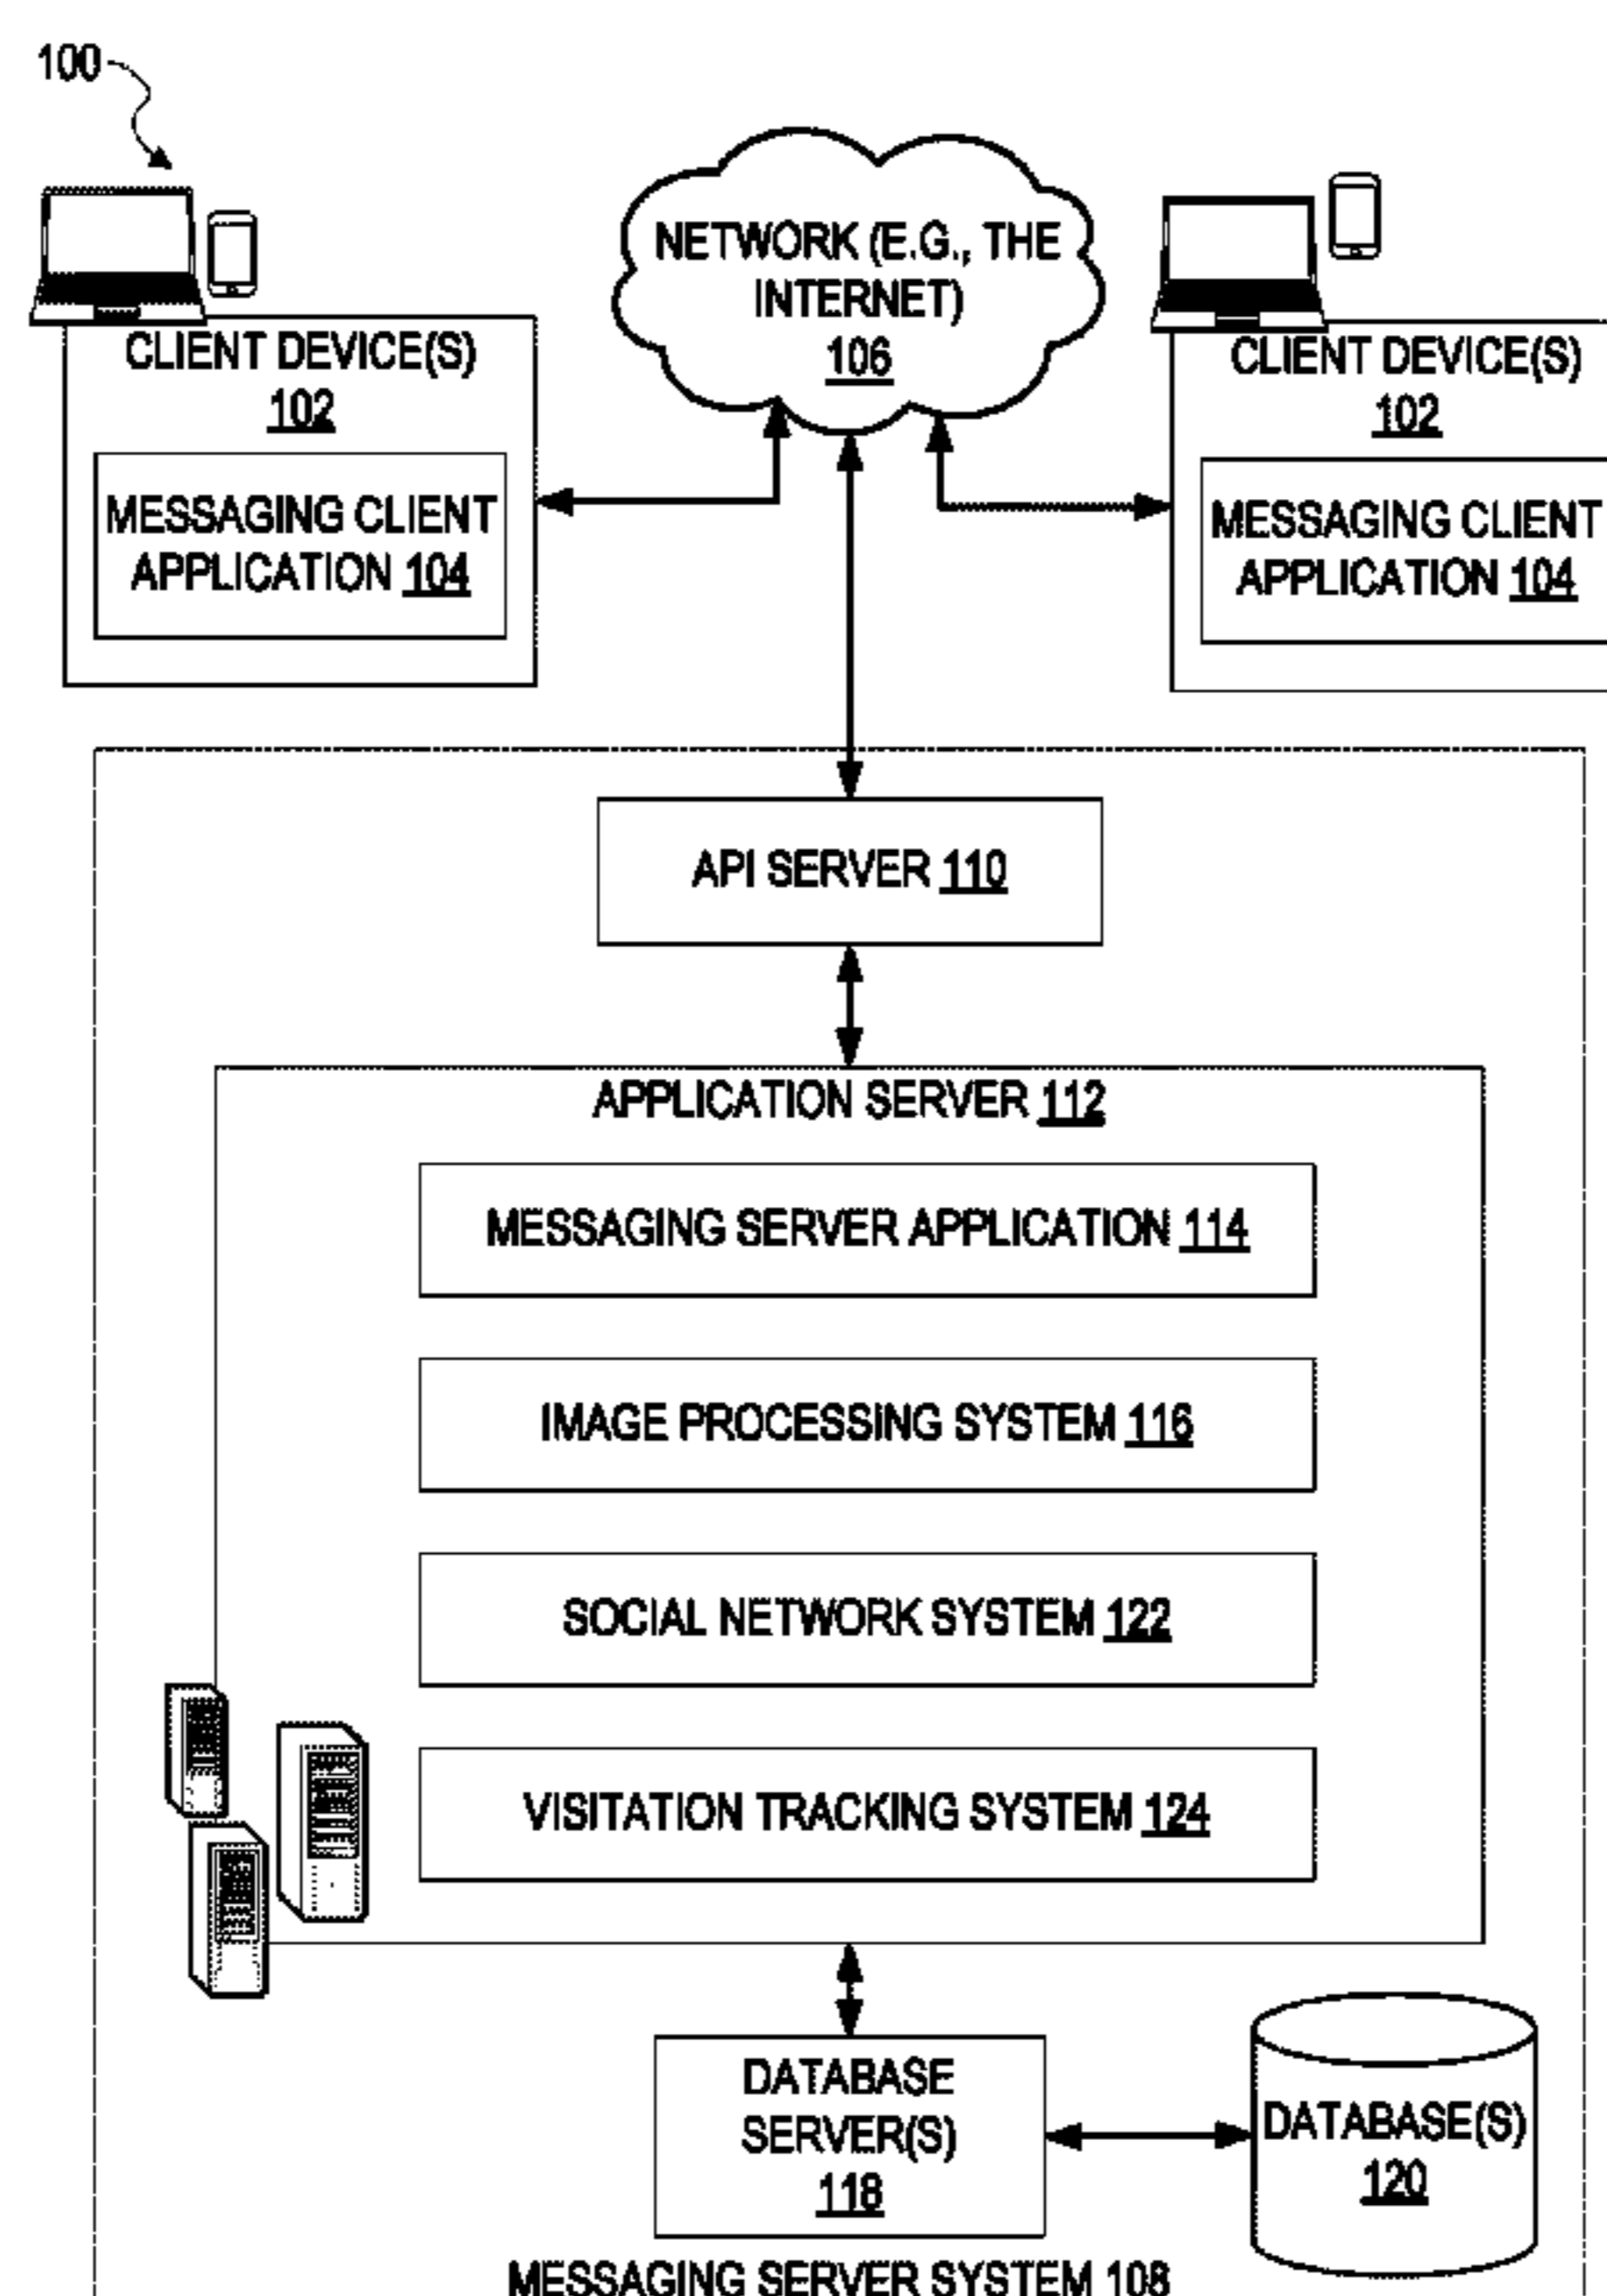 100
NETWORK (E.G., THE
INTERNET)
106
CLIENT DEVICE(S)
102
MESSAGING CLIENT
APPLICATION 104
CLIENT DEVICE(S)
102
MESSAGING CLIENT
APPLICATION 104
API SERVER 110
APPLICATION SERVER 112
MESSAGING SERVER APPLICATION 114
IMAGE PROCESSING SYSTEM 116
SOCIAL NETWORK SYSTEM 122
VISITATION TRACKING SYSTEM 124
DATABASE
SERVER(S)
118
DATABASE(S)
120
MESSAGING SERVER SYSTEM 108